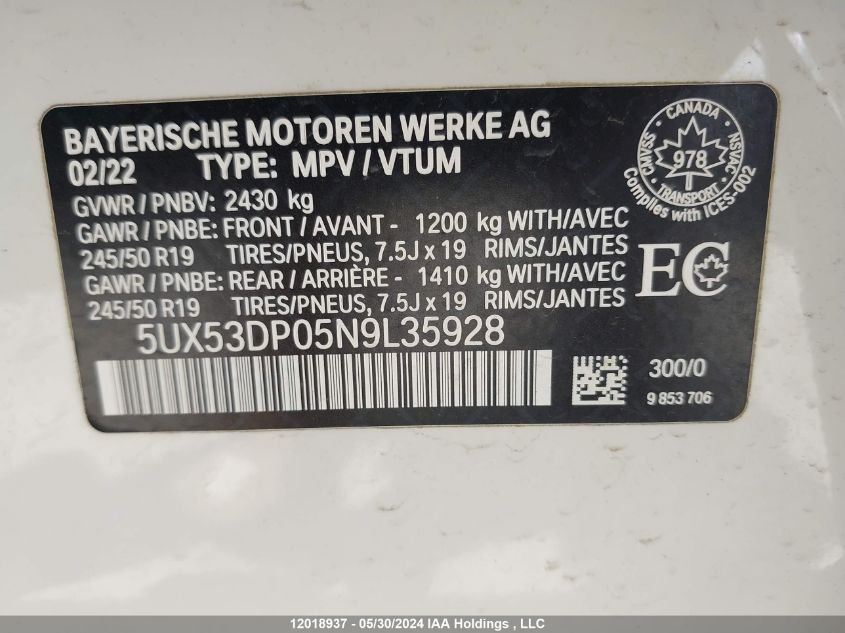 BAYERISCHE MOTOREN WERKE AG
02/22 TYPE: MPV / VTUM
GVWR / PNBV: 2430 kg
GAWR / PNBE: FRONT / AVANT - 1200 kg WITH/AVEC
245/50 R19 TIRES/PNEUS, 7.5J x 19 RIMS/JANTES
GAWR / PNBE: REAR / ARRIÈRE - 1410 kg WITH/AVEC
245/50 R19 TIRES/PNEUS, 7.5J x 19 RIMS/JANTES
5UX53DP05N9L35928
CANADA
CMVSS
978
NSVAC
TRANSPORT
Complies with ICES-002
EC
300/0
9 853 706
12018937 - 05/30/2024 IAA Holdings , LLC